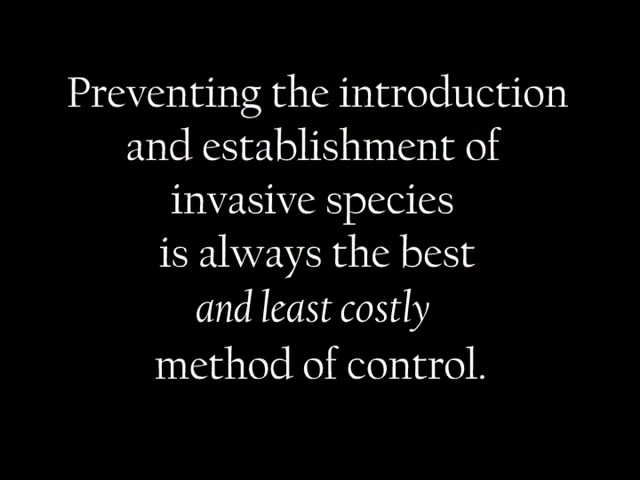 Preventing the introduction
and establishment of
invasive species
is always the best
and least costly
method of control.